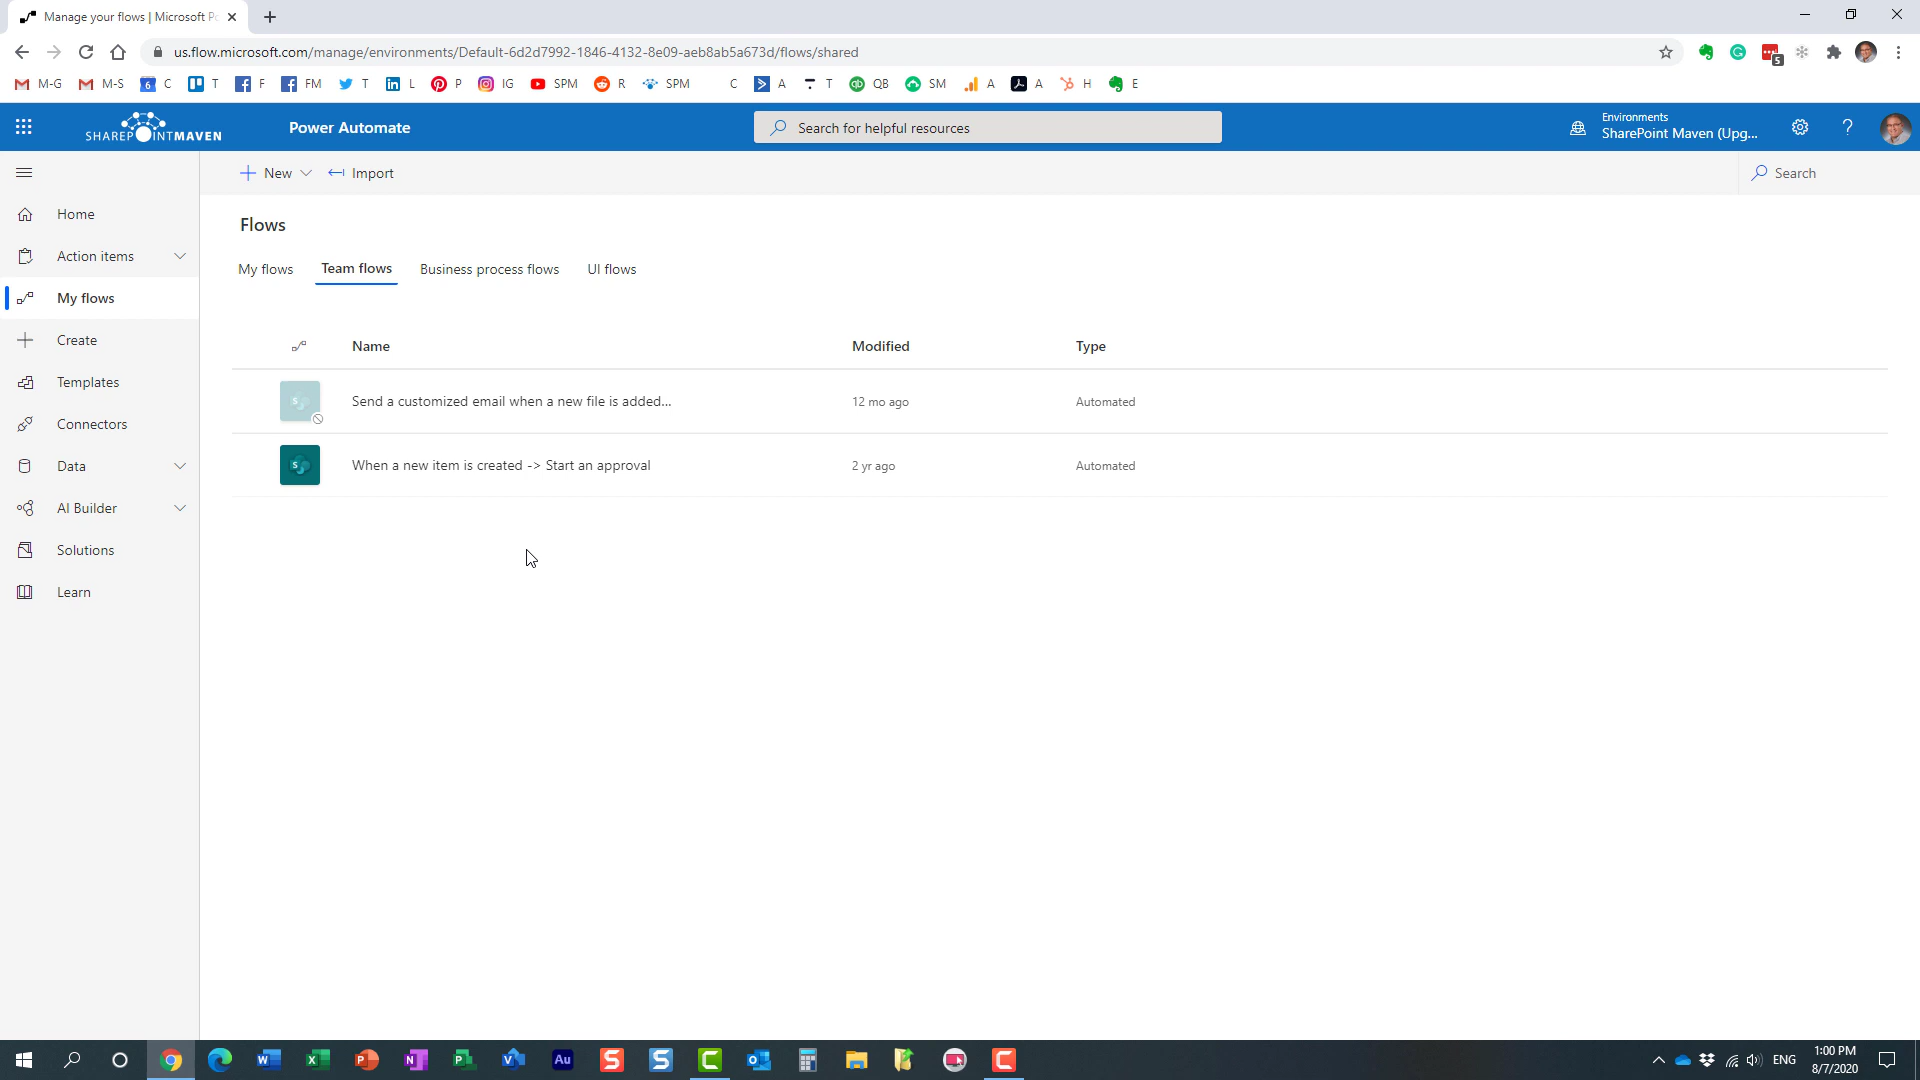 Manage your flows | Microsoft Po
us.flow.microsoft.com/manage/environments/Default-6d2d7992-1846-4132-8e09-aeb8ab5a673d/flows/shared
5
M-G M-S 6 C T F FM T L P IG SPM R SPM C A T QB SM A A H E
SHAREPOINTMAVEN
Power Automate
Search for helpful resources
Environments
SharePoint Maven (Upg...
?
New
Import
Search
Home
Action items
My flows
Create
Templates
Connectors
Data
AI Builder
Solutions
Learn
Flows
My flows Team flows Business process flows UI flows
Name Modified Type
S Send a customized email when a new file is added... 12 mo ago Automated
S When a new item is created -> Start an approval 2 yr ago Automated
W X P N P V Au S S C O C
ENG
1:00 PM
8/7/2020